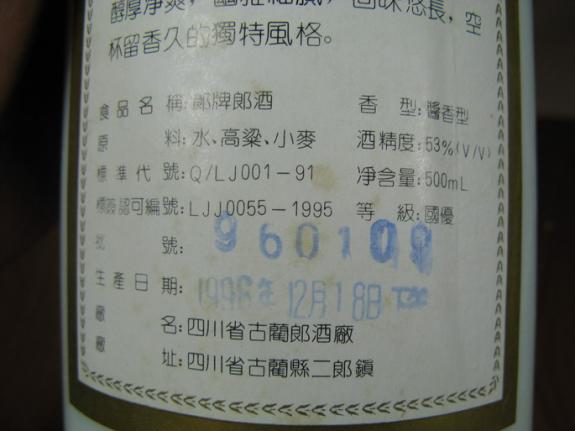 醇厚淨爽，幽雅細膩，回味悠長，空
杯留香久的獨特風格。
食品名稱:郎牌郎酒 香型:醬香型
原料:水、高粱、小麥 酒精度:53%(V/V)
標準代號:Q/LJ001-91 淨含量:500mL
標簽認可編號:LJJ0055-1995 等級:國優
批號: 960109
生產日期: 1996年12月18日
廠名:四川省古藺郎酒廠
廠址:四川省古藺縣二郎鎮